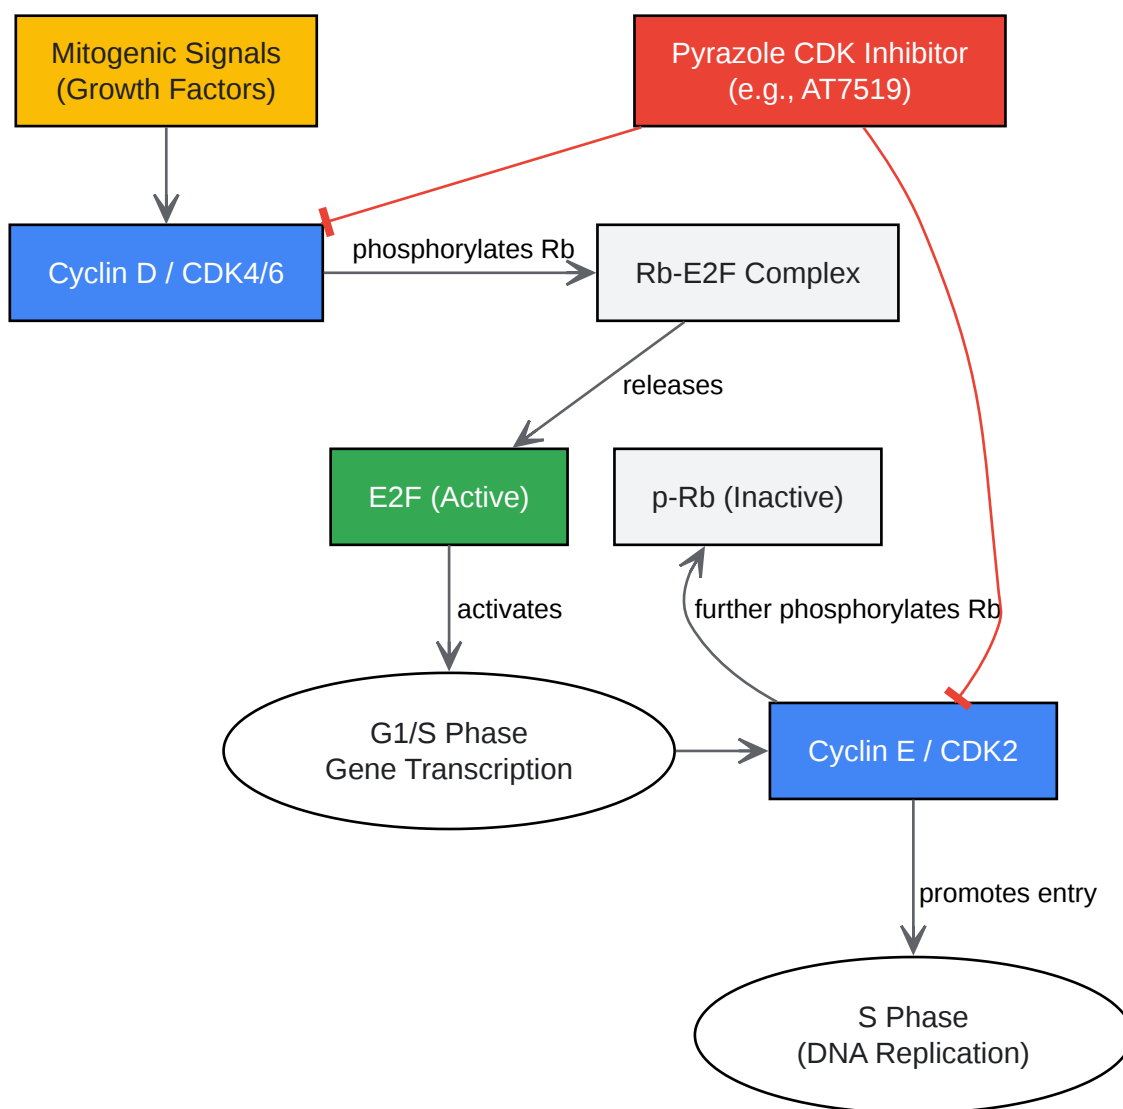 Mitogenic Signals
(Growth Factors)
Pyrazole CDK Inhibitor
(e.g., AT7519)
Cyclin D / CDK4/6
phosphorylates Rb
Rb-E2F Complex
releases
E2F (Active)
p-Rb (Inactive)
activates
further phosphorylates Rb
G1/S Phase
Gene Transcription
Cyclin E / CDK2
promotes entry
S Phase
(DNA Replication)